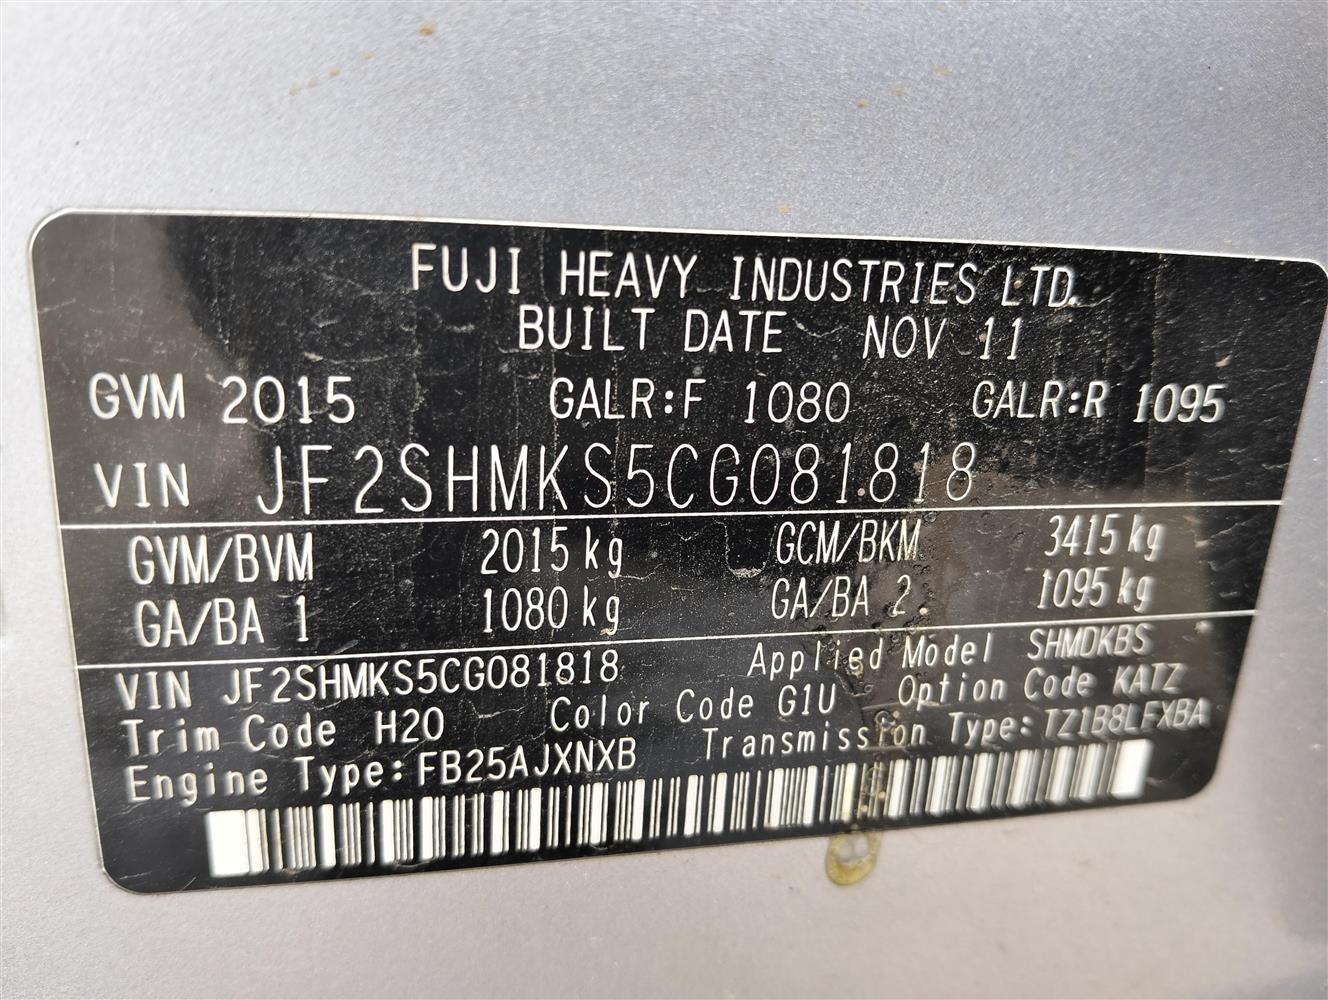 FUJI HEAVY INDUSTRIES LTD.
BUILT DATE NOV 11
GVM 2015 GALR:F 1080 GALR:R 1095
VIN JF2SHMKS5CG081818
GVM/BVM 2015 kg GCM/BKM 3415 kg
GA/BA 1 1080 kg GA/BA 2 1095 kg
VIN JF2SHMKS5CG081818 Applied Model SHMDKBS
Trim Code H20 Color Code G1U Option Code KATZ
Engine Type: FB25AJXNXB Transmission Type: TZ1B8LFXBA